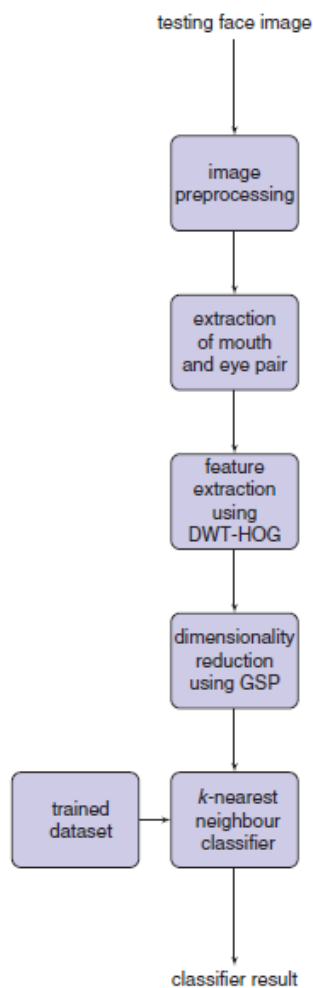 testing face image
image
preprocessing
extraction
of mouth
and eye pair
feature
extraction
using
DWT-HOG
dimensionality
reduction
using GSP
trained
dataset
k-nearest
neighbour
classifier
classifier result